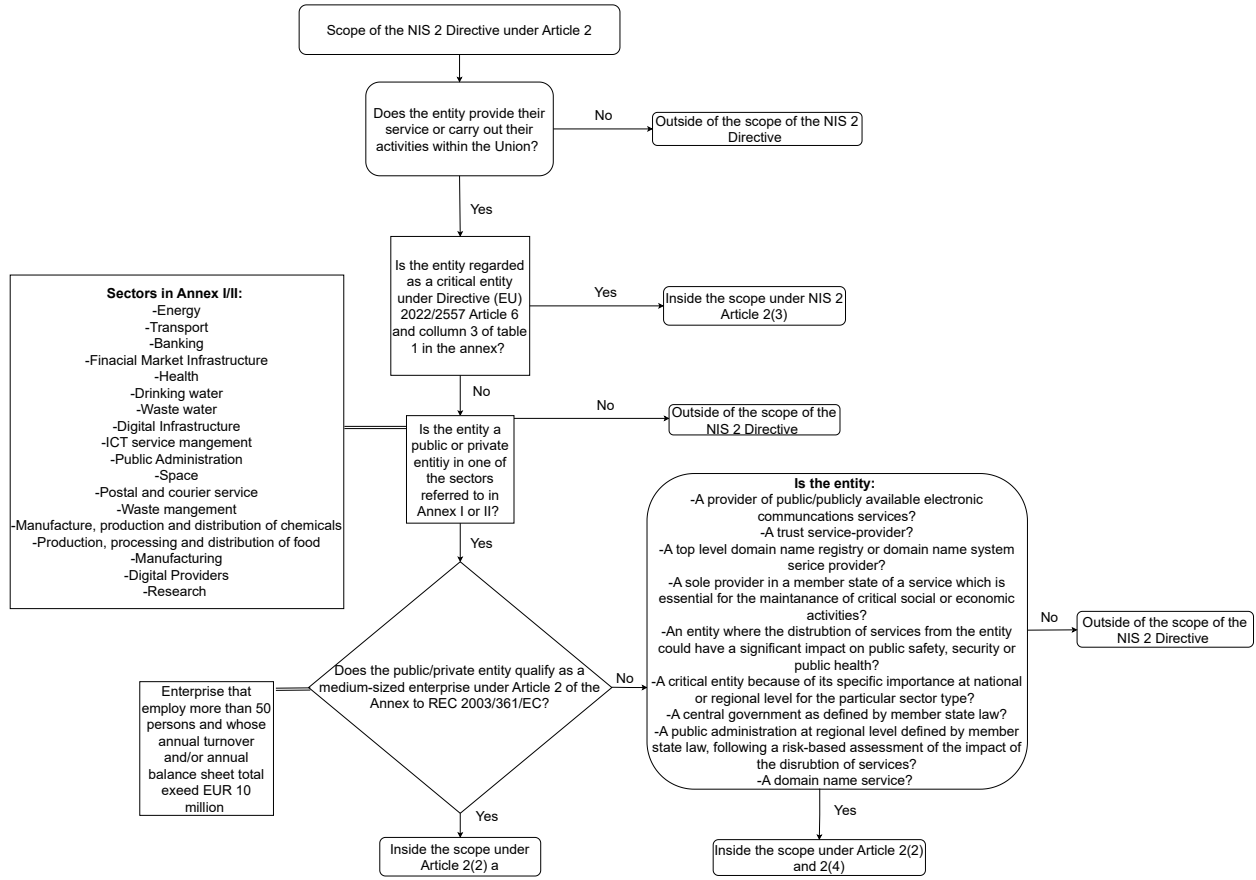 Scope of the NIS 2 Directive under Article 2
Does the entity provide their
service or carry out their
activities within the Union?
No
Outside of the scope of the NIS 2
Directive
Yes
Is the entity regarded
as a critical entity
under Directive (EU)
2022/2557 Article 6
and collumn 3 of table
1 in the annex?
Yes
Inside the scope under NIS 2
Article 2(3)
No
Sectors in Annex I/II:
-Energy
-Transport
-Banking
-Finacial Market Infrastructure
-Health
-Drinking water
-Waste water
-Digital Infrastructure
-ICT service mangement
-Public Administration
-Space
-Postal and courier service
-Waste mangement
-Manufacture, production and distribution of chemicals
-Production, processing and distribution of food
-Manufacturing
-Digital Providers
-Research
Is the entity a
public or private
entitiy in one of
the sectors
referred to in
Annex I or II?
No
Outside of the scope of the
NIS 2 Directive
Yes
Does the public/private entity qualify as a
medium-sized enterprise under Article 2 of the
Annex to REC 2003/361/EC?
Enterprise that
employ more than 50
persons and whose
annual turnover
and/or annual
balance sheet total
exeed EUR 10
million
No
Is the entity:
-A provider of public/publicly available electronic
communcations services?
-A trust service-provider?
-A top level domain name registry or domain name system
serice provider?
-A sole provider in a member state of a service which is
essential for the maintanance of critical social or economic
activities?
-An entity where the distrubtion of services from the entity
could have a significant impact on public safety, security or
public health?
-A critical entity because of its specific importance at national
or regional level for the particular sector type?
-A central government as defined by member state law?
-A public administration at regional level defined by member
state law, following a risk-based assessment of the impact of
the disrubtion of services?
-A domain name service?
No
Outside of the scope of the
NIS 2 Directive
Yes
Inside the scope under
Article 2(2) a
Yes
Inside the scope under Article 2(2)
and 2(4)